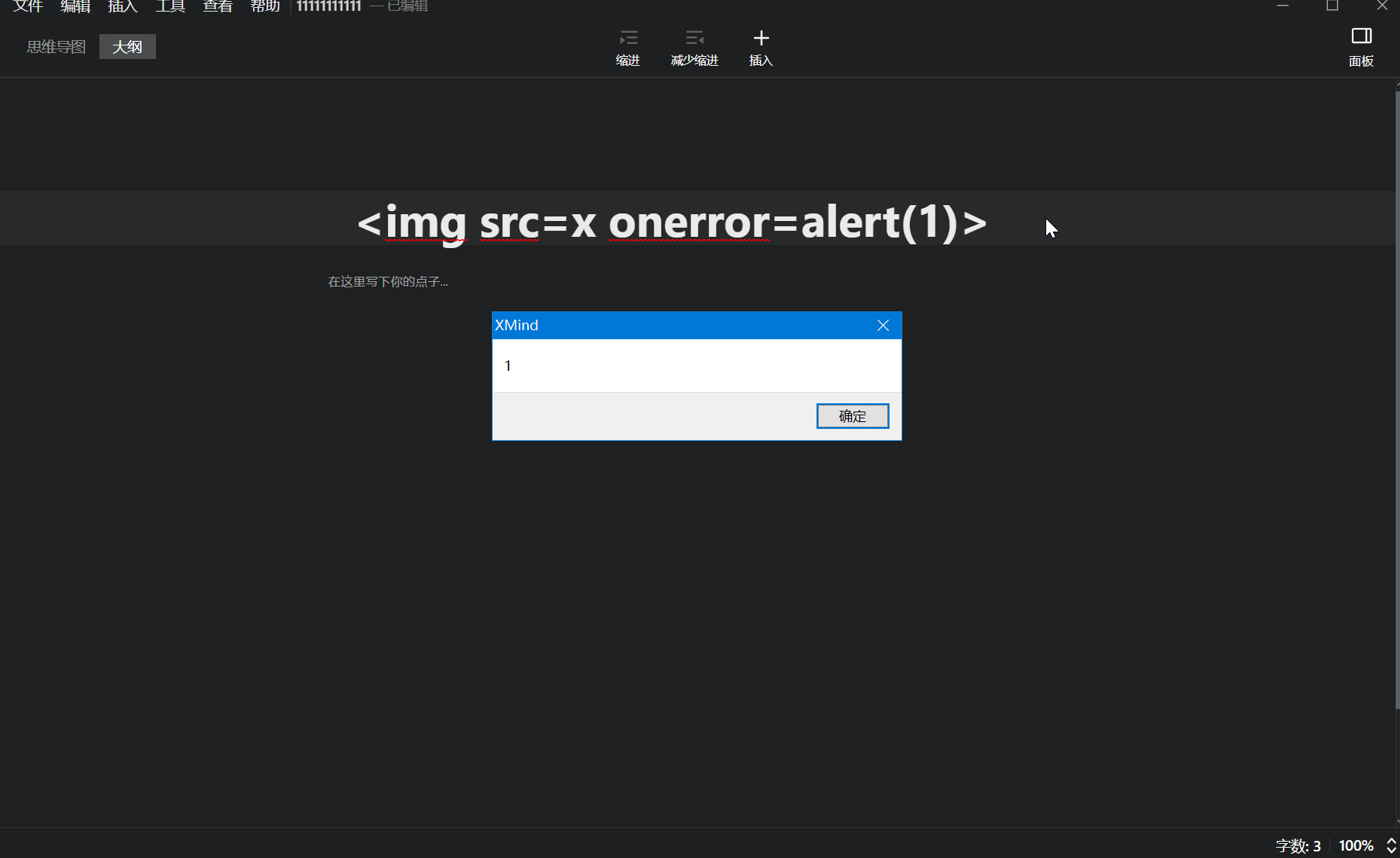 文件 编辑 插入 工具 查看 帮助 11111111111 — 已编辑
思维导图 大纲 缩进 减少缩进 插入 面板
<img src=x onerror=alert(1)>
在这里写下你的点子...
XMind
1
确定
字数: 3 100%